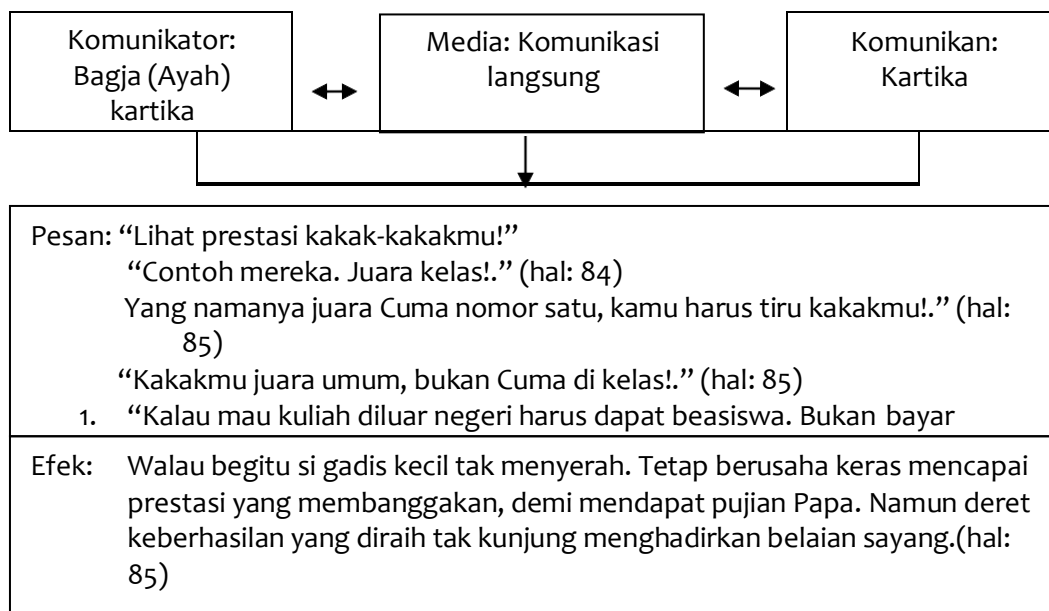 Komunikator:
Bagja (Ayah)
kartika
Media: Komunikasi
langsung
Komunikan:
Kartika
Pesan: “Lihat prestasi kakak-kakakmu!”
“Contoh mereka. Juara kelas!.” (hal: 84)
Yang namanya juara Cuma nomor satu, kamu harus tiru kakakmu!.” (hal:
85)
“Kakakmu juara umum, bukan Cuma di kelas!.” (hal: 85)
1. “Kalau mau kuliah diluar negeri harus dapat beasiswa. Bukan bayar
Efek: Walau begitu si gadis kecil tak menyerah. Tetap berusaha keras mencapai
prestasi yang membanggakan, demi mendapat pujian Papa. Namun deret
keberhasilan yang diraih tak kunjung menghadirkan belaian sayang.(hal:
85)